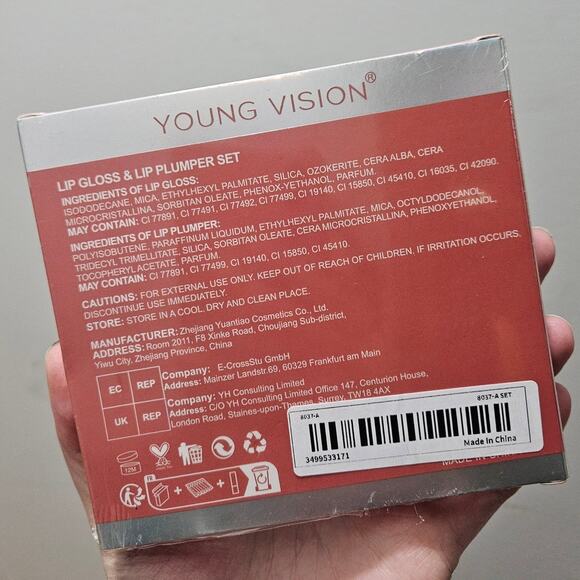 YOUNG VISION®
LIP GLOSS & LIP PLUMPER SET
INGREDIENTS OF LIP GLOSS:
ISODODECANE, MICA, ETHYLHEXYL PALMITATE, SILICA, OZOKERITE, CERA ALBA, CERA
MICROCRISTALLINA, SORBITAN OLEATE, PHENOX-YETHANOL, PARFUM.
MAY CONTAIN: CI 77891, CI 77491, CI 77492, CI 77499, CI 19140, CI 15850, CI 45410, CI 16035, CI 42090.
INGREDIENTS OF LIP PLUMPER:
POLYISOBUTENE, PARAFFINUM LIQUIDUM, ETHYLHEXYL PALMITATE, MICA, OCTYLDODECANOL,
TRIDECYL TRIMELLITATE, SILICA, SORBITAN OLEATE, CERA MICROCRISTALLINA, PHENOXYETHANOL,
TOCOPHERYL ACETATE, PARFUM.
MAY CONTAIN: CI 77891, CI 77499, CI 19140, CI 15850, CI 45410.
CAUTIONS: FOR EXTERNAL USE ONLY. KEEP OUT OF REACH OF CHILDREN. IF IRRITATION OCCURS.
DISCONTINUE USE IMMEDIATELY.
STORE: STORE IN A COOL. DRY AND CLEAN PLACE.
MANUFACTURER: Zhejiang Yuantiao Cosmetics Co., Ltd.
ADDRESS: Room 2011, F8 Xinke Road, Choujiang Sub-district,
Yiwu City, Zhejiang Province, China
EC REP
Company: E-CrossStu GmbH
Address: Mainzer Landstr.69, 60329 Frankfurt am Main
UK REP
Company: YH Consulting Limited
Address: C/O YH Consulting Limited Office 147, Centurion House,
London Road, Staines-upon-Thames, Surrey, TW18 4AX
8037-A
8037-A SET
3499533171
Made In China
12M
FR